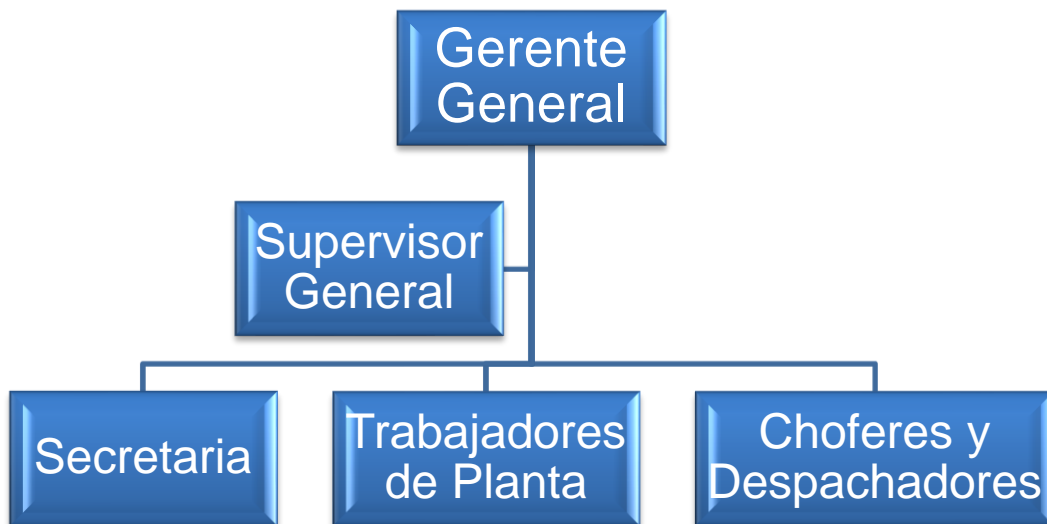 Gerente
General
Supervisor
General
Secretaria
Trabajadores
de Planta
Choferes y
Despachadores